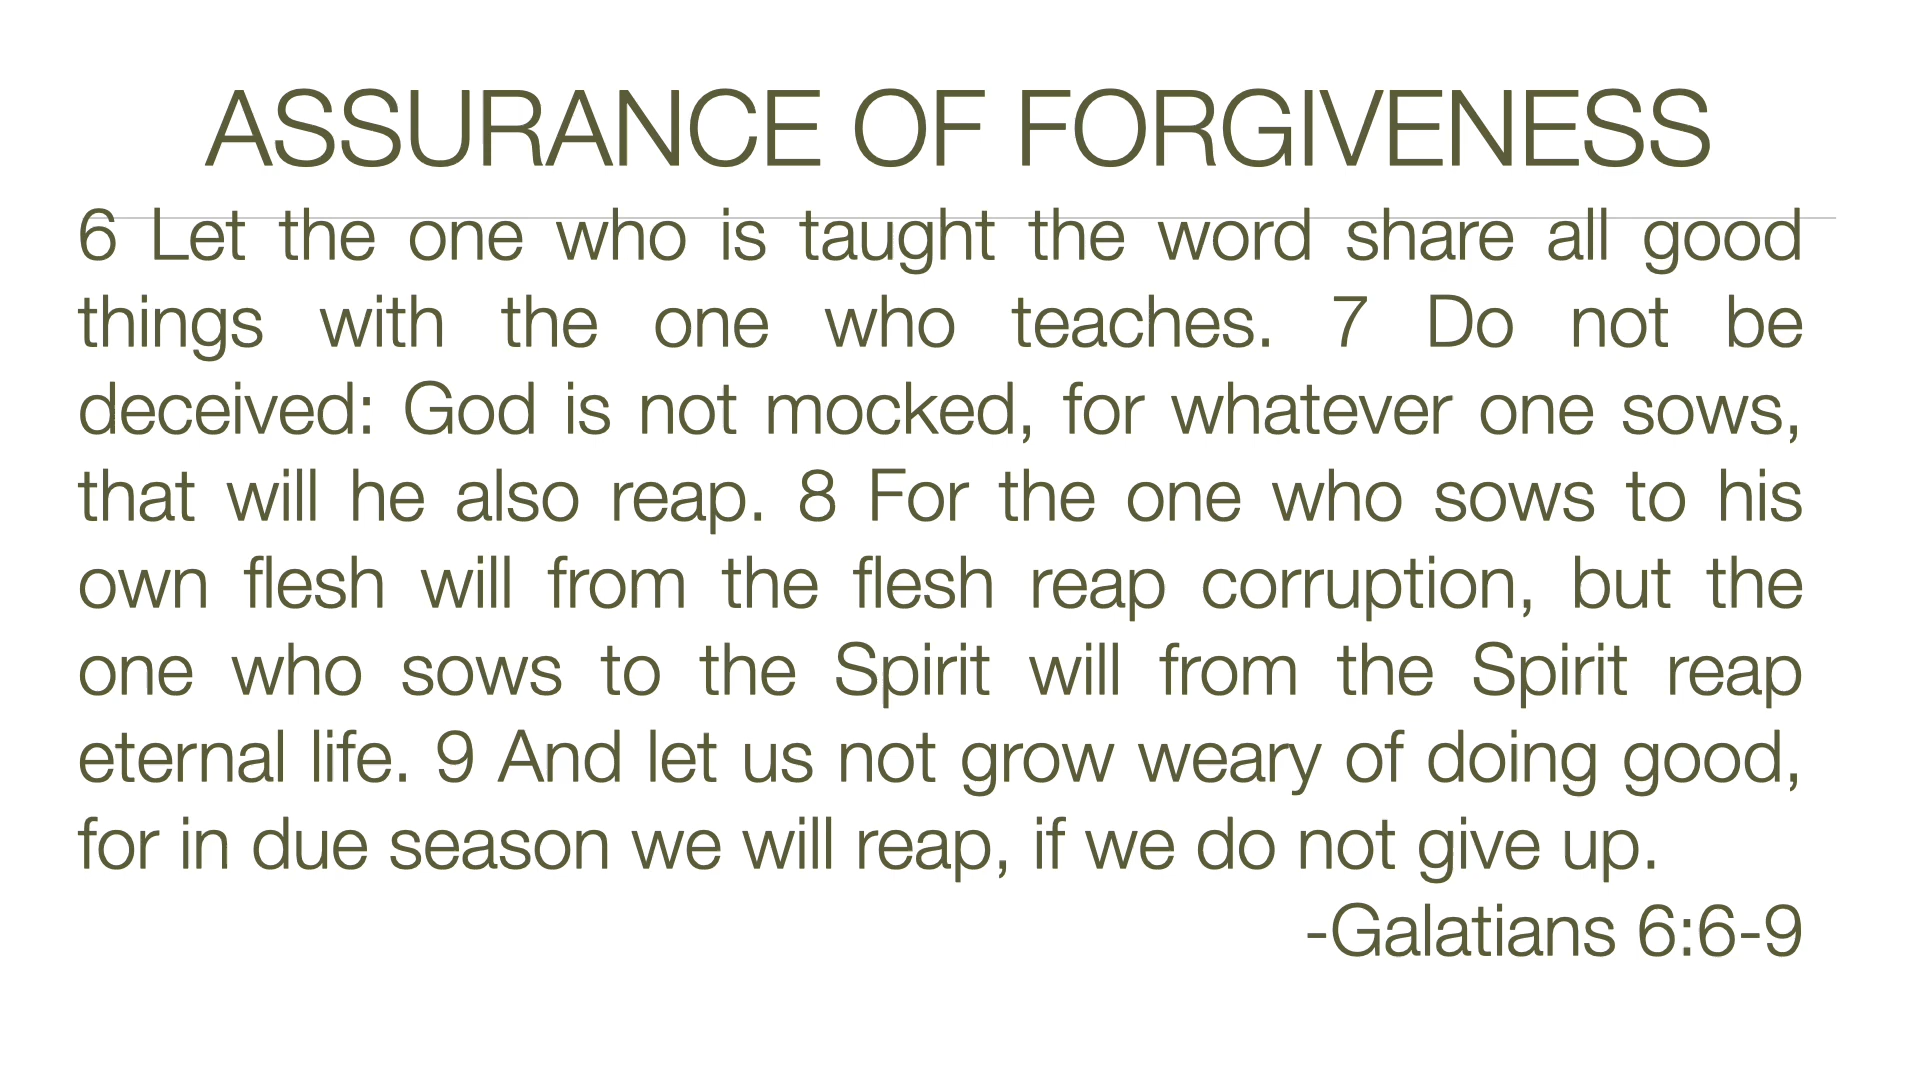 ASSURANCE OF FORGIVENESS
6 Let the one who is taught the word share all good
things with the one who teaches. 7 Do not be
deceived: God is not mocked, for whatever one sows,
that will he also reap. 8 For the one who sows to his
own flesh will from the flesh reap corruption, but the
one who sows to the Spirit will from the Spirit reap
eternal life. 9 And let us not grow weary of doing good,
for in due season we will reap, if we do not give up.
-Galatians 6:6-9